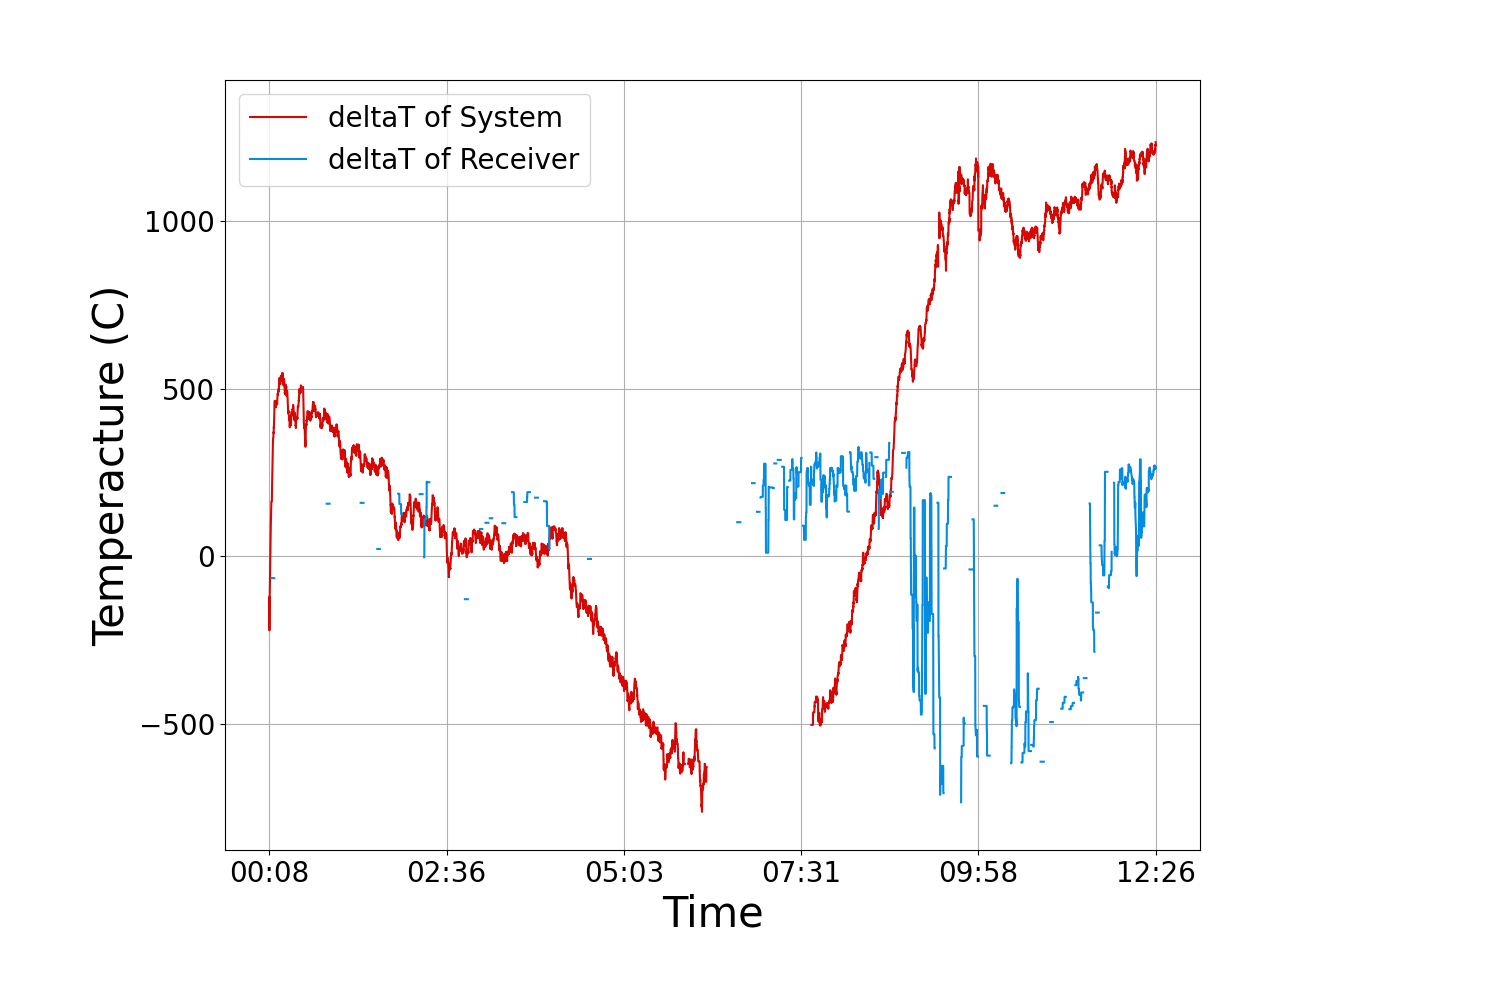 deltaT of System
deltaT of Receiver
1000
500
0
−500
Temperacture (C)
00:08 02:36 05:03 07:31 09:58 12:26
Time